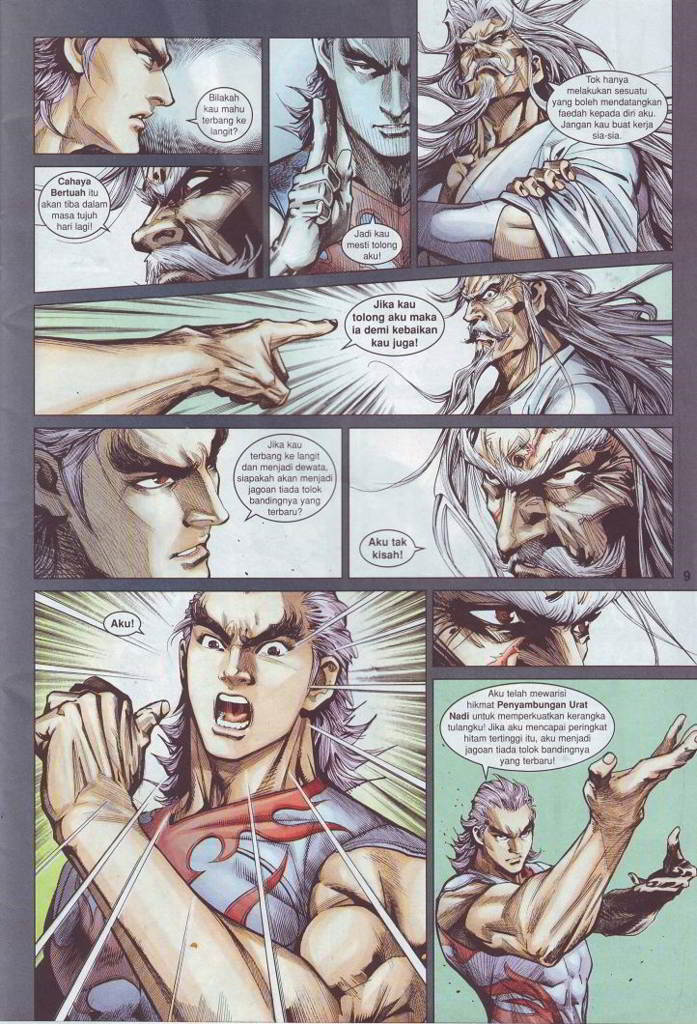 Bilakah
kau mahu
terbang ke
langit?
Cahaya
Bertuah itu
akan tiba dalam
masa tujuh
hari lagi!
Jadi kau
mesti tolong
aku!
Tok hanya
melakukan sesuatu
yang boleh mendatangkan
faedah kepada diri aku.
Jangan kau buat kerja
sia-sia.
Jika kau
tolong aku maka
ia demi kebaikan
kau juga!
Jika kau
terbang ke langit
dan menjadi dewata,
siapakah akan menjadi
jagoan tiada tolok
bandingnya yang
terbaru?
Aku tak
kisah!
9
Aku!
Aku telah mewarisi
hikmat Penyambungan Urat
Nadi untuk memperkuatkan kerangka
tulangku! Jika aku mencapai peringkat
hitam tertinggi itu, aku menjadi
jagoan tiada tolok bandingnya
yang terbaru!